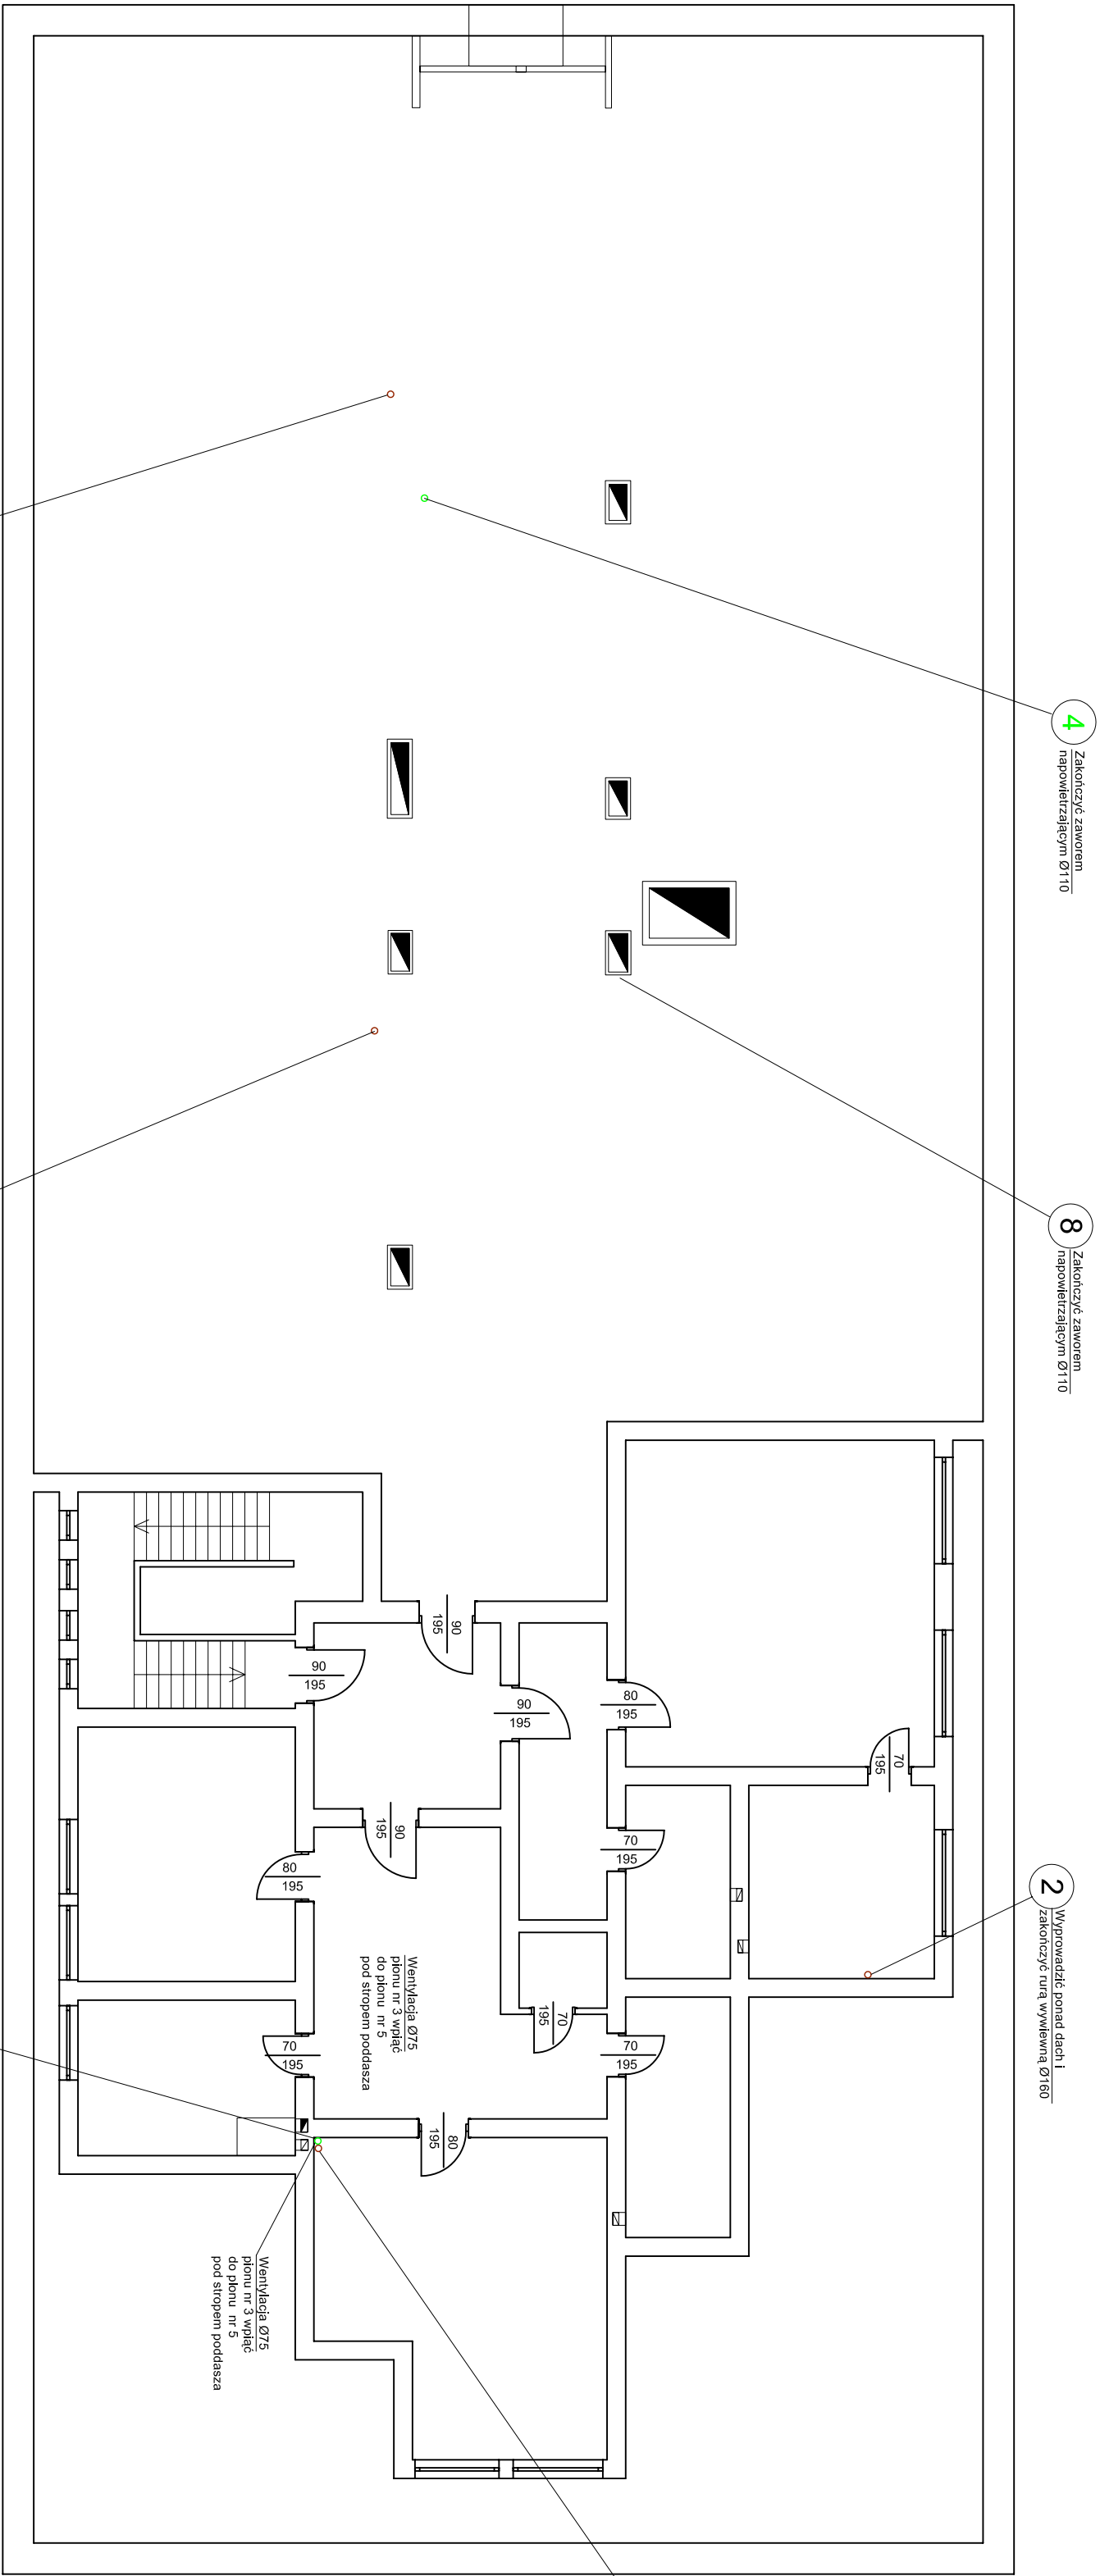 4
Zakończyć zaworem
napowietrzającym Ø110
8
Zakończyć zaworem
napowietrzającym Ø110
2
Wyprowadzić ponad dach i
zakończyć rurą wywiewną Ø160
90
195
90
195
90
195
80
195
70
195
90
195
70
195
80
195
70
195
70
195
70
195
80
195
Wentylacja Ø75
pionu nr 3 wpiąć
do pionu nr 5
pod stropem poddasza
Wentylacja Ø75
pionu nr 3 wpiąć
do pionu nr 5
pod stropem poddasza